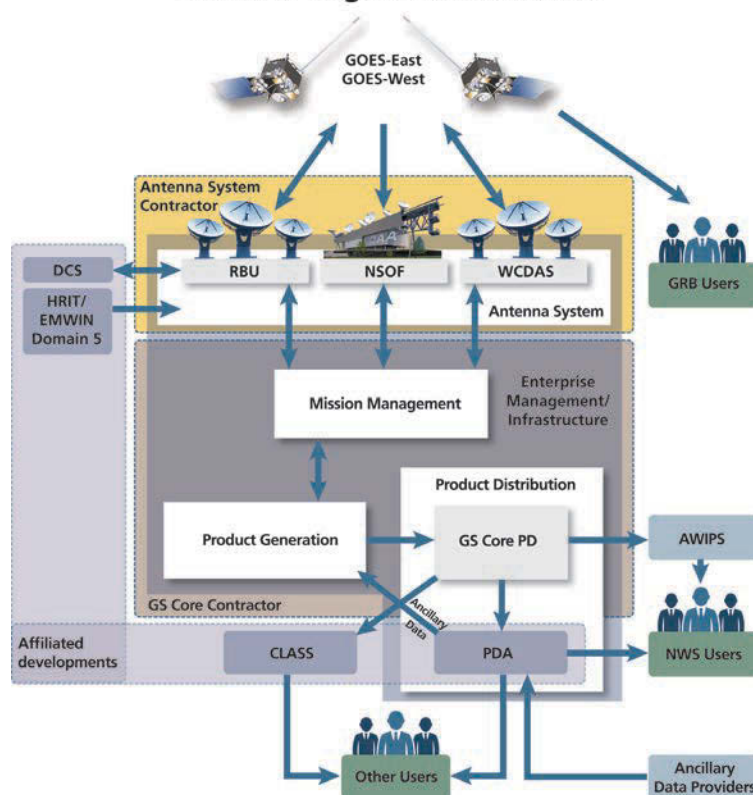 GOES-East
GOES-West
Antenna System
Contractor
DCS
RBU
NSOF
WCDAS
GRB Users
HRIT/
EMWIN
Domain 5
Antenna System
Mission Management
Enterprise
Management/
Infrastructure
Product Distribution
Product Generation
GS Core PD
AWIPS
GS Core Contractor
Ancillary
Data
Affiliated
developments
CLASS
PDA
NWS Users
Other Users
Ancillary
Data Providers